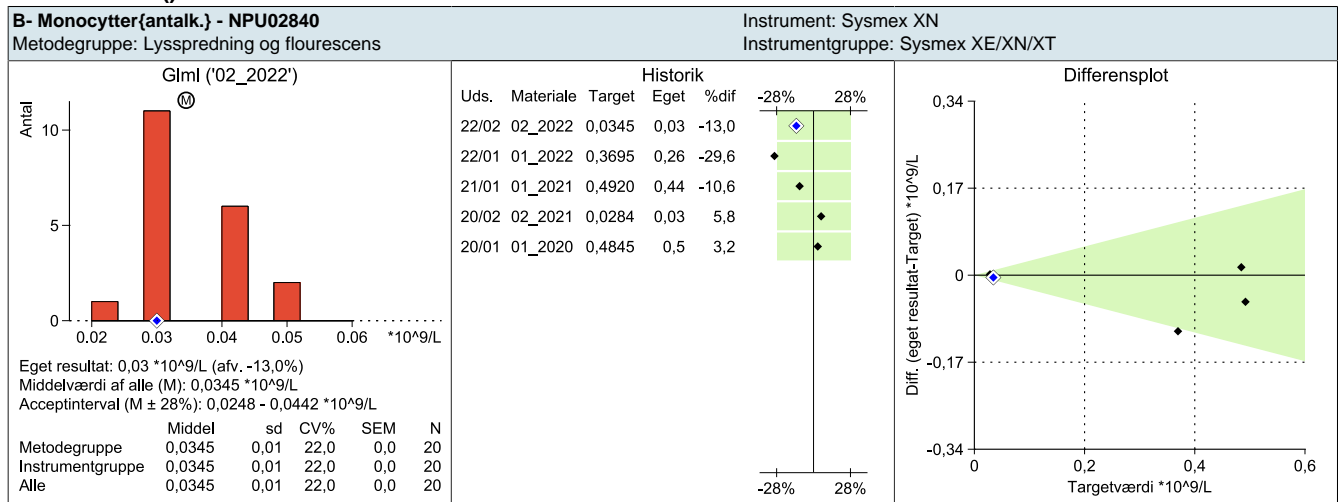 B- Monocytter{antalk.} - NPU02840
Instrument: Sysmex XN
Metodegruppe: Lysspredning og flourescens
Instrumentgruppe: Sysmex XE/XN/XT
Glml ('02_2022')
Antal
M
10
5
0
0.02 0.03 0.04 0.05 0.06 *10^9/L
Eget resultat: 0,03 *10^9/L (afv. -13,0%)
Middelværdi af alle (M): 0,0345 *10^9/L
Acceptinterval (M ± 28%): 0,0248 - 0,0442 *10^9/L
Middel sd CV% SEM N
Metodegruppe 0,0345 0,01 22,0 0,0 20
Instrumentgruppe 0,0345 0,01 22,0 0,0 20
Alle 0,0345 0,01 22,0 0,0 20
Historik
Uds. Materiale Target Eget %dif -28% 28%
22/02 02_2022 0,0345 0,03 -13,0
22/01 01_2022 0,3695 0,26 -29,6
21/01 01_2021 0,4920 0,44 -10,6
20/02 02_2021 0,0284 0,03 5,8
20/01 01_2020 0,4845 0,5 3,2
-28% 28%
Differensplot
Diff. (eget resultat-Target) *10^9/L
0,34
0,17
0
-0,17
-0,34
0 0,2 0,4 0,6
Targetværdi *10^9/L